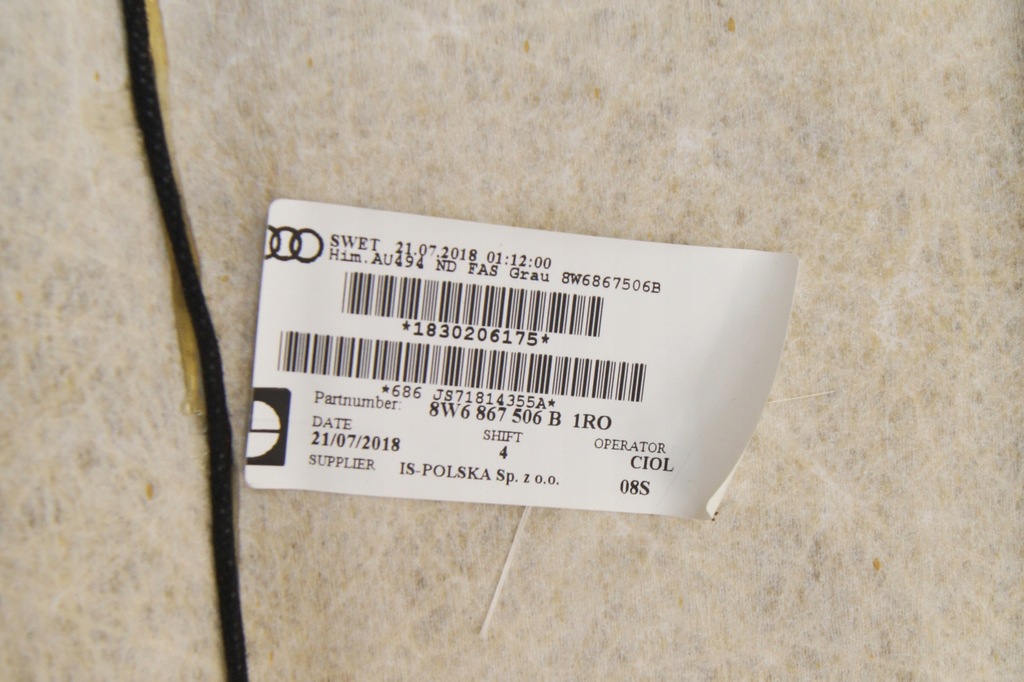 SWET 21.07.2018 01:12:00
Him.AU494 ND FAS Grau 8W6867506B
*1830206175*
*686 JS71814355A*
Partnumber: 8W6 867 506 B 1RO
DATE SHIFT OPERATOR
21/07/2018 4 CIOL
SUPPLIER IS-POLSKA Sp. z o.o. 08S